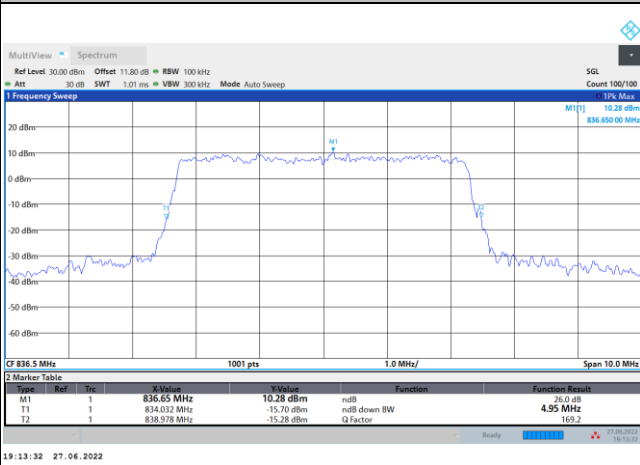 MultiView Spectrum
Ref Level 30.00 dBm Offset 11.80 dB RBW 100 kHz SGL
Att 30 dB SWT 1.01 ms VBW 300 kHz Mode Auto Sweep Count 100/100
1 Frequency Sweep 1Pk Max
M1[1] 10.28 dBm
836.650 00 MHz
20 dBm
M1
10 dBm
0 dBm
-10 dBm
T1 T2
-20 dBm
-30 dBm
-40 dBm
-50 dBm
-60 dBm
CF 836.5 MHz 1001 pts 1.0 MHz/ Span 10.0 MHz
2 Marker Table
Type Ref Trc X-Value Y-Value Function Function Result
M1 1 836.65 MHz 10.28 dBm ndB 26.0 dB
T1 1 834.032 MHz -15.70 dBm ndB down BW 4.95 MHz
T2 1 838.978 MHz -15.28 dBm Q Factor 169.2
Ready 27.06.2022
19:13:32
19:13:32 27.06.2022